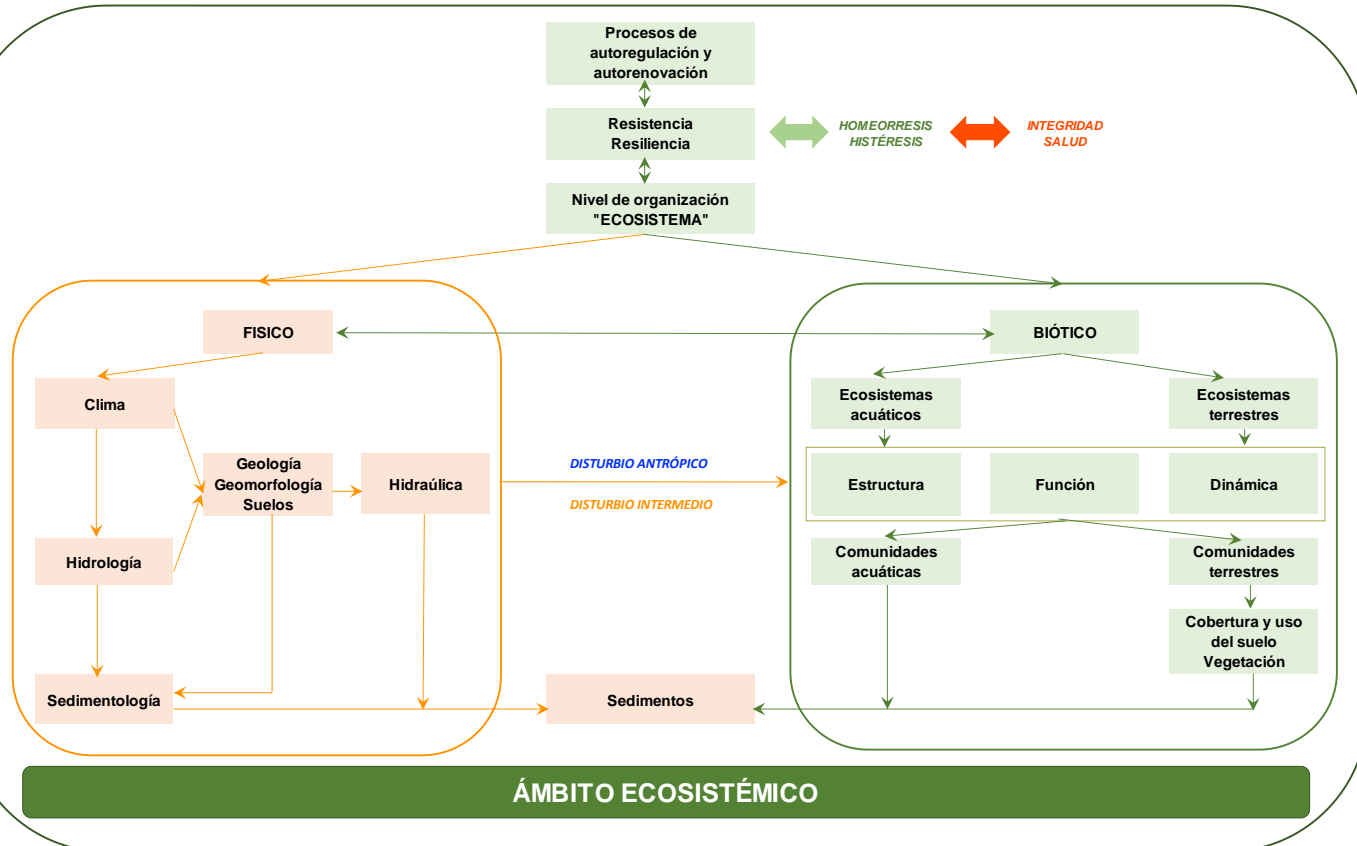 Procesos de
autoregulación y
autorenovación
Resistencia
Resiliencia
HOMEORRESIS
HISTÉRESIS
INTEGRIDAD
SALUD
Nivel de organización
"ECOSISTEMA"
FISICO
BIÓTICO
Clima
Ecosistemas
acuáticos
Ecosistemas
terrestres
Geología
Geomorfología
Suelos
Hidraúlica
DISTURBIO ANTRÓPICO
DISTURBIO INTERMEDIO
Estructura
Función
Dinámica
Hidrología
Comunidades
acuáticas
Comunidades
terrestres
Cobertura y uso
del suelo
Vegetación
Sedimentología
Sedimentos
ÁMBITO ECOSISTÉMICO